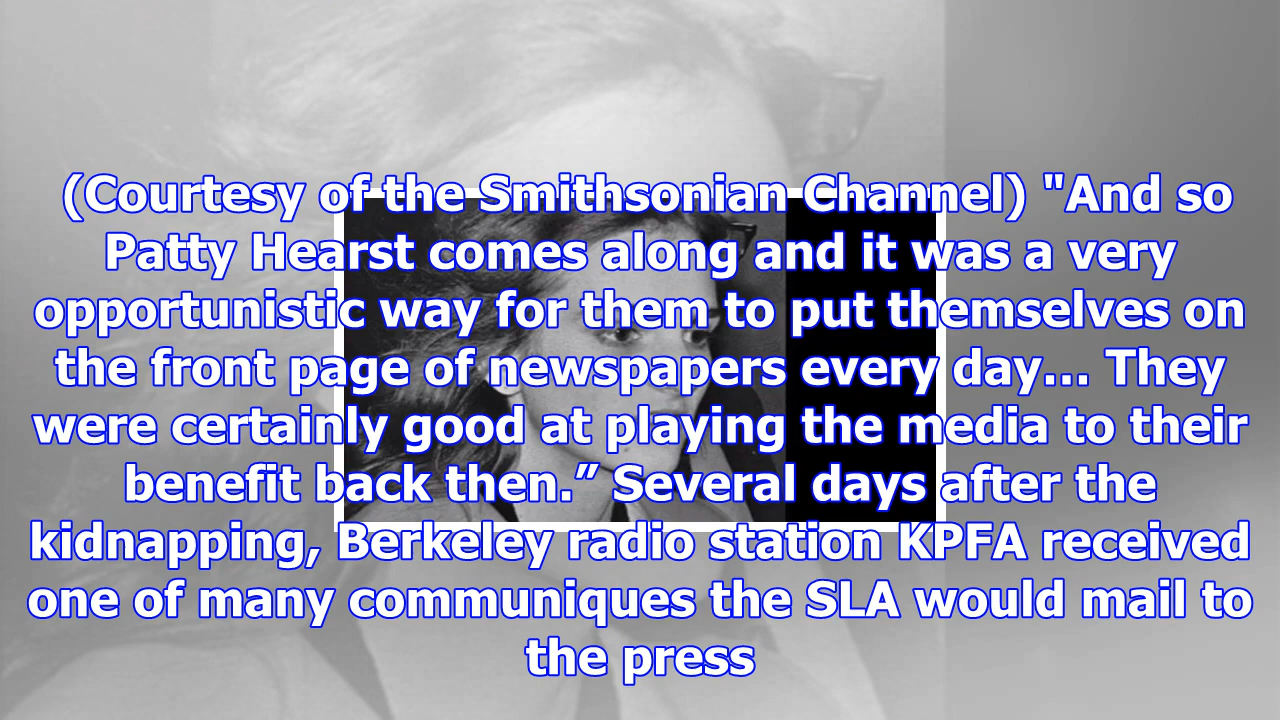 (Courtesy of the Smithsonian Channel) "And so
Patty Hearst comes along and it was a very
opportunistic way for them to put themselves on
the front page of newspapers every day... They
were certainly good at playing the media to their
benefit back then.” Several days after the
kidnapping, Berkeley radio station KPFA received
one of many communiques the SLA would mail to
the press